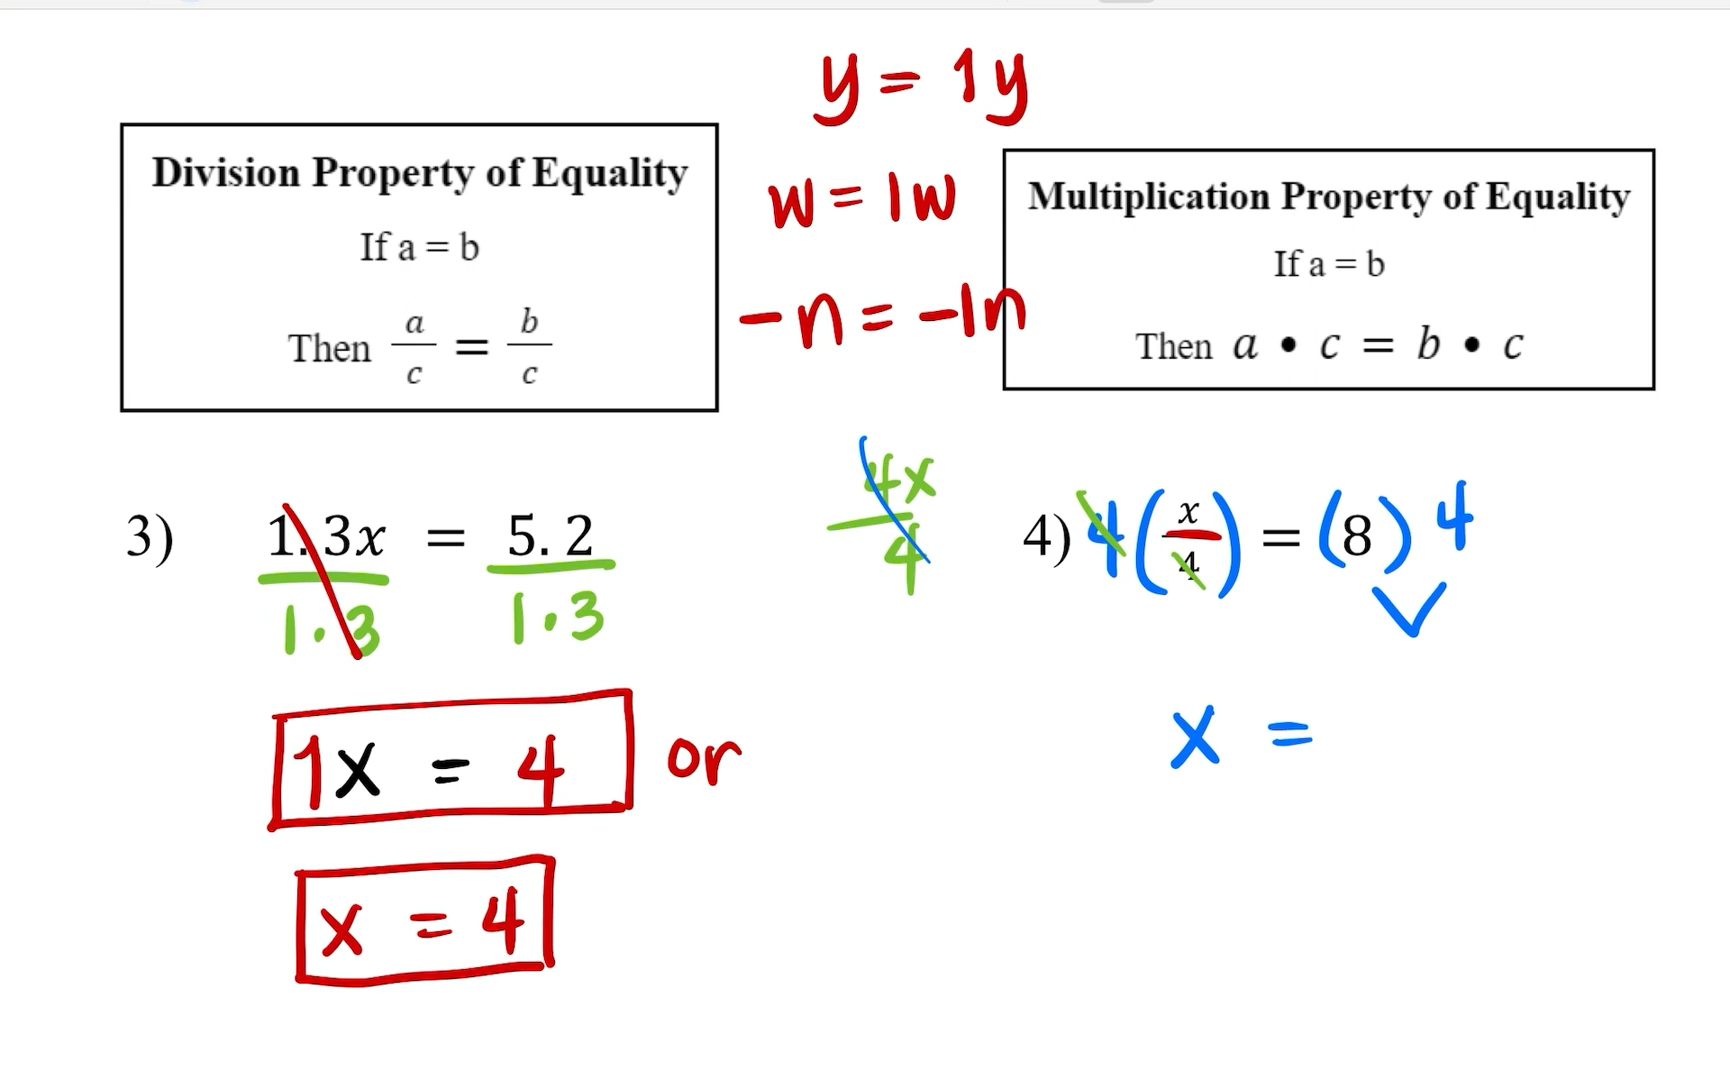 y = 1y
Division Property of Equality
If a = b
Then a/c = b/c
w = 1w
-n = -1n
Multiplication Property of Equality
If a = b
Then a • c = b • c
3) 1.3x = 5.2
1.3 1.3
1x = 4 or
x = 4
4x
4
4) 4(x/4) = (8) 4
x =